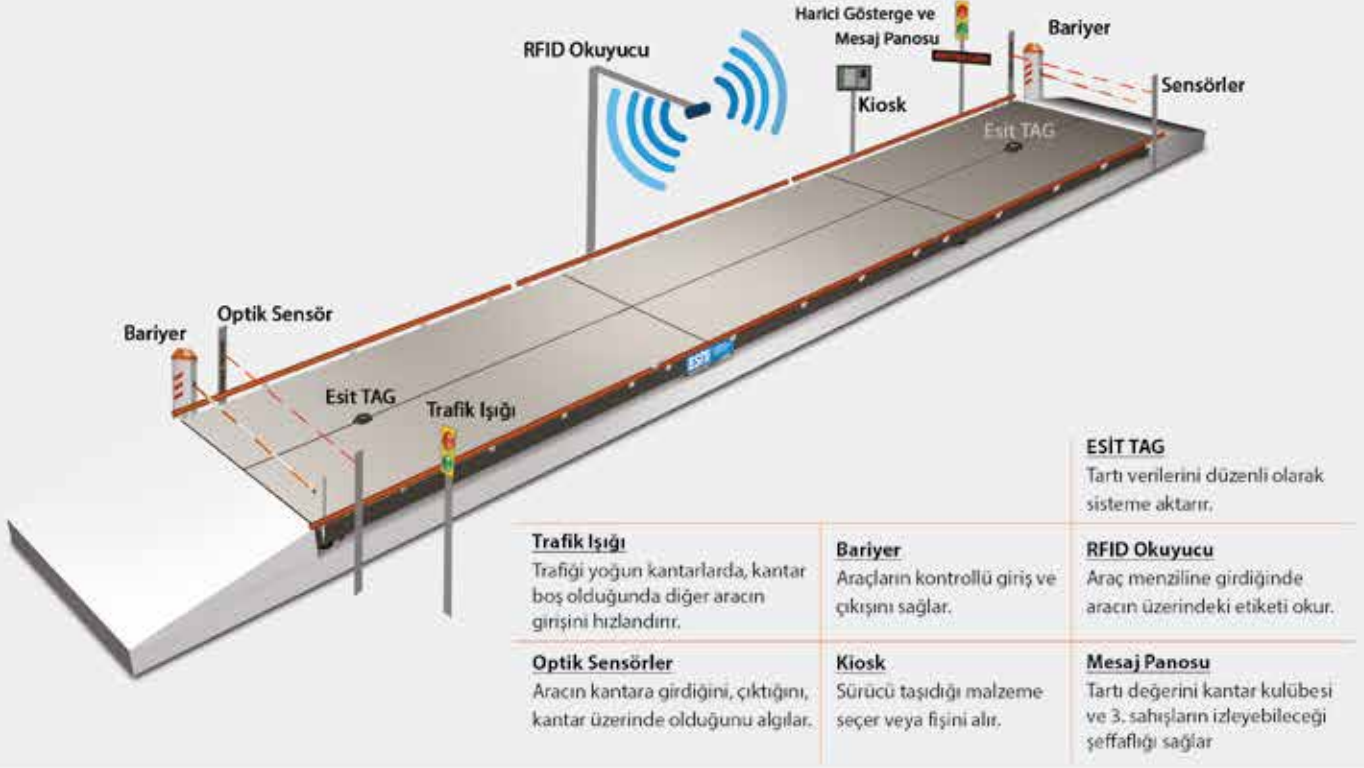 Harici Gösterge ve
Mesaj Panosu
Bariyer
RFID Okuyucu
Kiosk
Sensörler
Esit TAG
Optik Sensör
Bariyer
Esit TAG
Trafik Işığı
ESİT
ESİT TAG
Tartı verilerini düzenli olarak
sisteme aktarır.
Trafik Işığı
Trafiği yoğun kantarlarda, kantar
boş olduğunda diğer aracın
girişini hızlandırır.
Bariyer
Araçların kontrollü giriş ve
çıkışını sağlar.
RFID Okuyucu
Araç menziline girdiğinde
aracın üzerindeki etiketi okur.
Optik Sensörler
Aracın kantara girdiğini, çıktığını,
kantar üzerinde olduğunu algılar.
Kiosk
Sürücü taşıdığı malzeme
seçer veya fişini alır.
Mesaj Panosu
Tartı değerini kantar kulübesi
ve 3. sahışların izleyebileceği
şeffaflığı sağlar